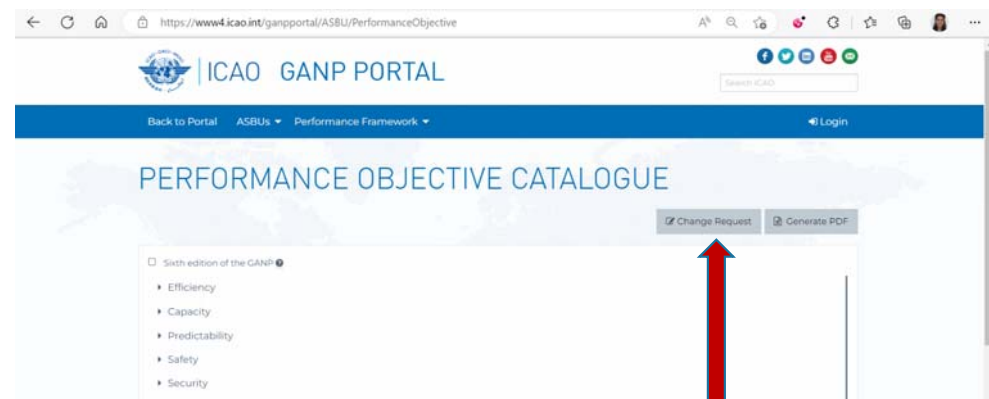 https://www4.icao.int/ganpportal/ASBU/PerformanceObjective
ICAO GANP PORTAL
Search ICAO
Back to Portal ASBUs Performance Framework Login
PERFORMANCE OBJECTIVE CATALOGUE
Change Request Generate PDF
Sixth edition of the GANP
Efficiency
Capacity
Predictability
Safety
Security